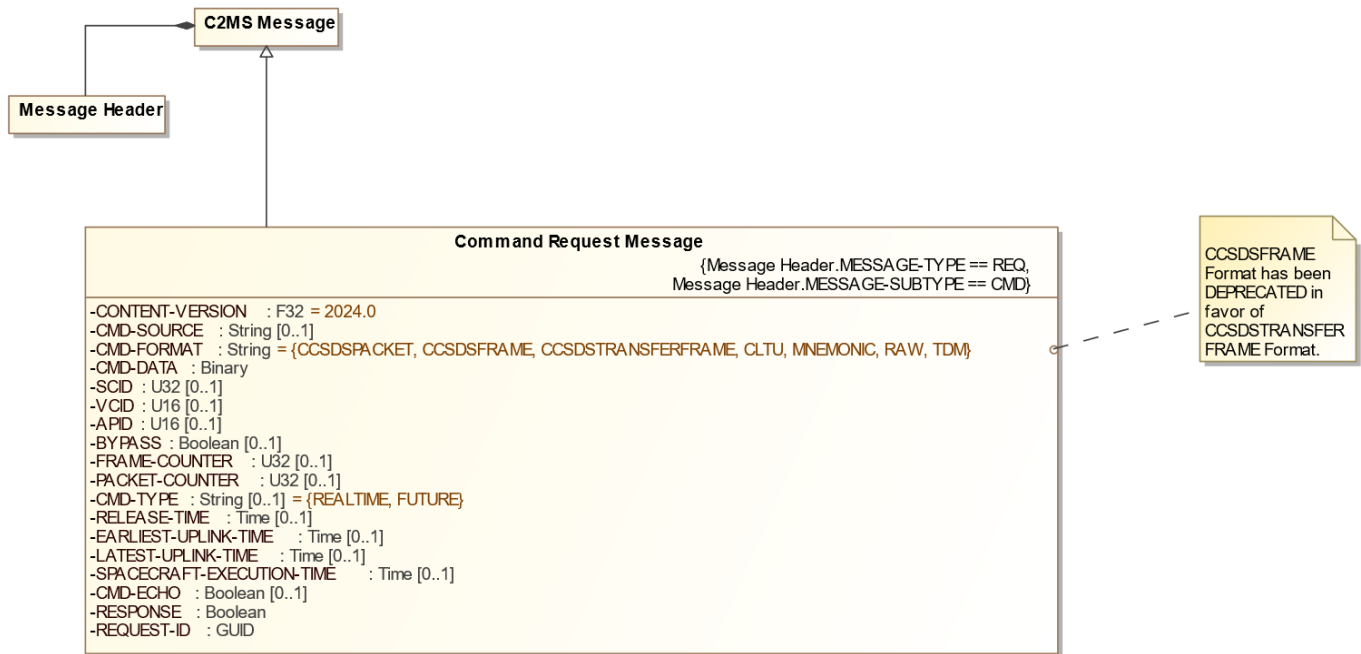 C2MS Message
Message Header
Command Request Message
{Message Header.MESSAGE-TYPE == REQ,
Message Header.MESSAGE-SUBTYPE == CMD}
-CONTENT-VERSION : F32 = 2024.0
-CMD-SOURCE : String [0..1]
-CMD-FORMAT : String = {CCSDSPACKET, CCSDSFRAME, CCSDSTRANSFERFRAME, CLTU, MNEMONIC, RAW, TDM}
-CMD-DATA : Binary
-SCID : U32 [0..1]
-VCID : U16 [0..1]
-APID : U16 [0..1]
-BYPASS : Boolean [0..1]
-FRAME-COUNTER : U32 [0..1]
-PACKET-COUNTER : U32 [0..1]
-CMD-TYPE : String [0..1] = {REALTIME, FUTURE}
-RELEASE-TIME : Time [0..1]
-EARLIEST-UPLINK-TIME : Time [0..1]
-LATEST-UPLINK-TIME : Time [0..1]
-SPACECRAFT-EXECUTION-TIME : Time [0..1]
-CMD-ECHO : Boolean [0..1]
-RESPONSE : Boolean
-REQUEST-ID : GUID
CCSDSFRAME
Format has been
DEPRECATED in
favor of
CCSDSTRANSFER
FRAME Format.